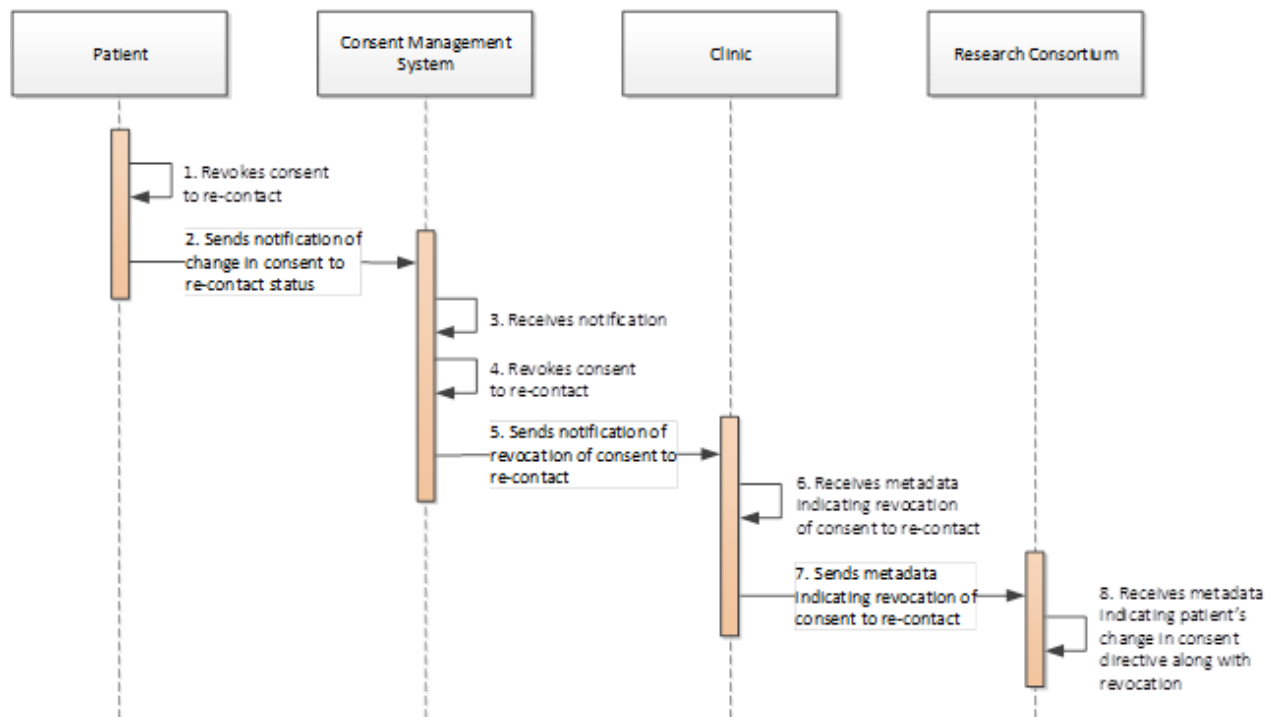 Patient
Consent Management
System
Clinic
Research Consortium
1. Revokes consent
to re-contact
2. Sends notification of
change in consent to
re-contact status
3. Receives notification
4. Revokes consent
to re-contact
5. Sends notification of
revocation of consent to
re-contact
6. Receives metadata
indicating revocation
of consent to re-contact
7. Sends metadata
indicating revocation of
consent to re-contact
8. Receives metadata
indicating patient's
change in consent
directive along with
revocation